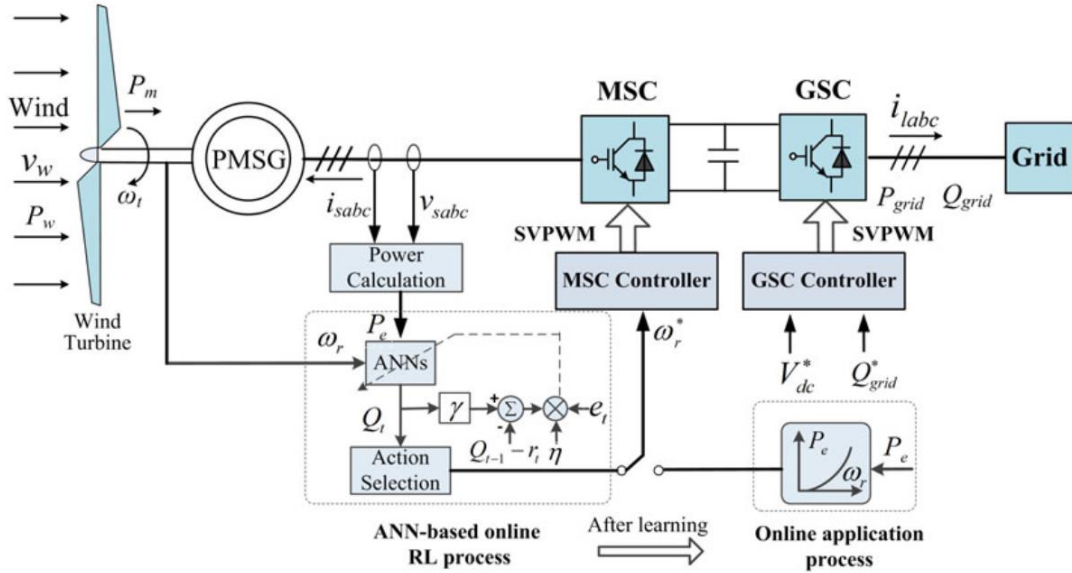 Wind
v_w
P_w
P_m
ω_t
Wind
Turbine
PMSG
i_sabc
v_sabc
MSC
GSC
i_labc
P_grid
Q_grid
Grid
SVPWM
SVPWM
Power
Calculation
MSC Controller
GSC Controller
P_e
ω_r
ANNs
ω_r^*
V_dc^*
Q_grid^*
Q_t
γ
+
Σ
-
×
e_t
Q_t-1 − r_t
η
Action
Selection
P_e
ω_r
P_e
ANN-based online
RL process
After learning
Online application
process